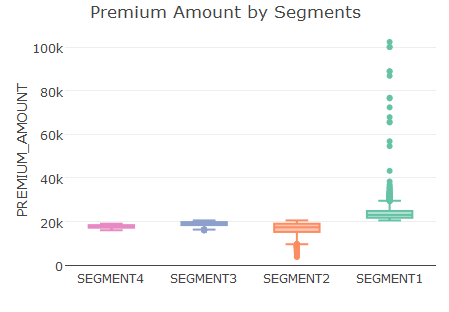 Premium Amount by Segments
PREMIUM_AMOUNT
100k
80k
60k
40k
20k
0
SEGMENT4 SEGMENT3 SEGMENT2 SEGMENT1